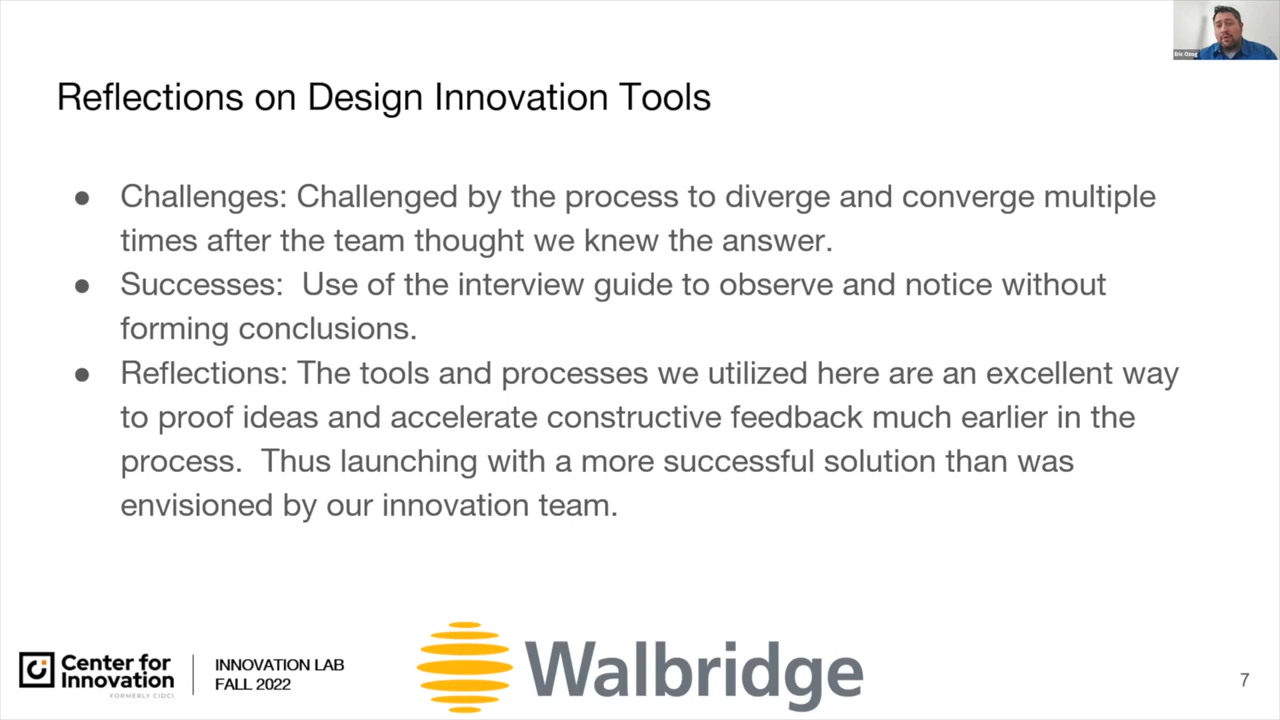 Eric Ozog
Reflections on Design Innovation Tools
● Challenges: Challenged by the process to diverge and converge multiple
times after the team thought we knew the answer.
● Successes:  Use of the interview guide to observe and notice without
forming conclusions.
● Reflections: The tools and processes we utilized here are an excellent way
to proof ideas and accelerate constructive feedback much earlier in the
process.  Thus launching with a more successful solution than was
envisioned by our innovation team.
Center for
Innovation
FORMERLY CIDCI
INNOVATION LAB
FALL 2022
Walbridge
7